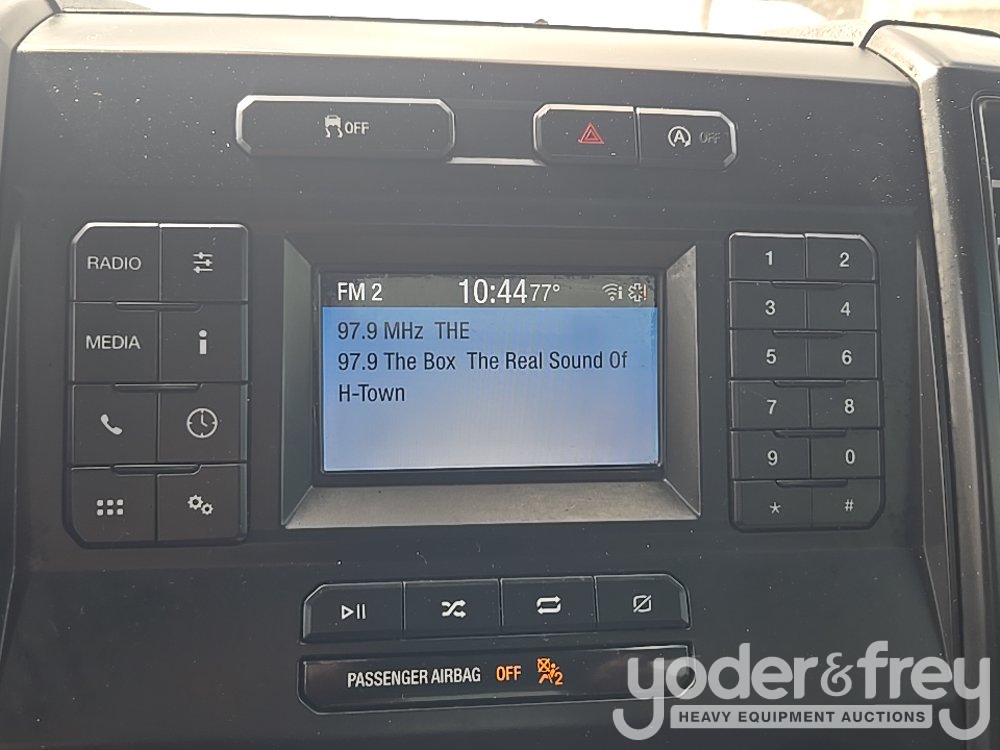 OFF
A OFF
RADIO
MEDIA
FM 2 10:44 77°
97.9 MHz THE
97.9 The Box The Real Sound Of
H-Town
1 2
3 4
5 6
7 8
9 0
* #
PASSENGER AIRBAG OFF 2
yoder&frey
HEAVY EQUIPMENT AUCTIONS